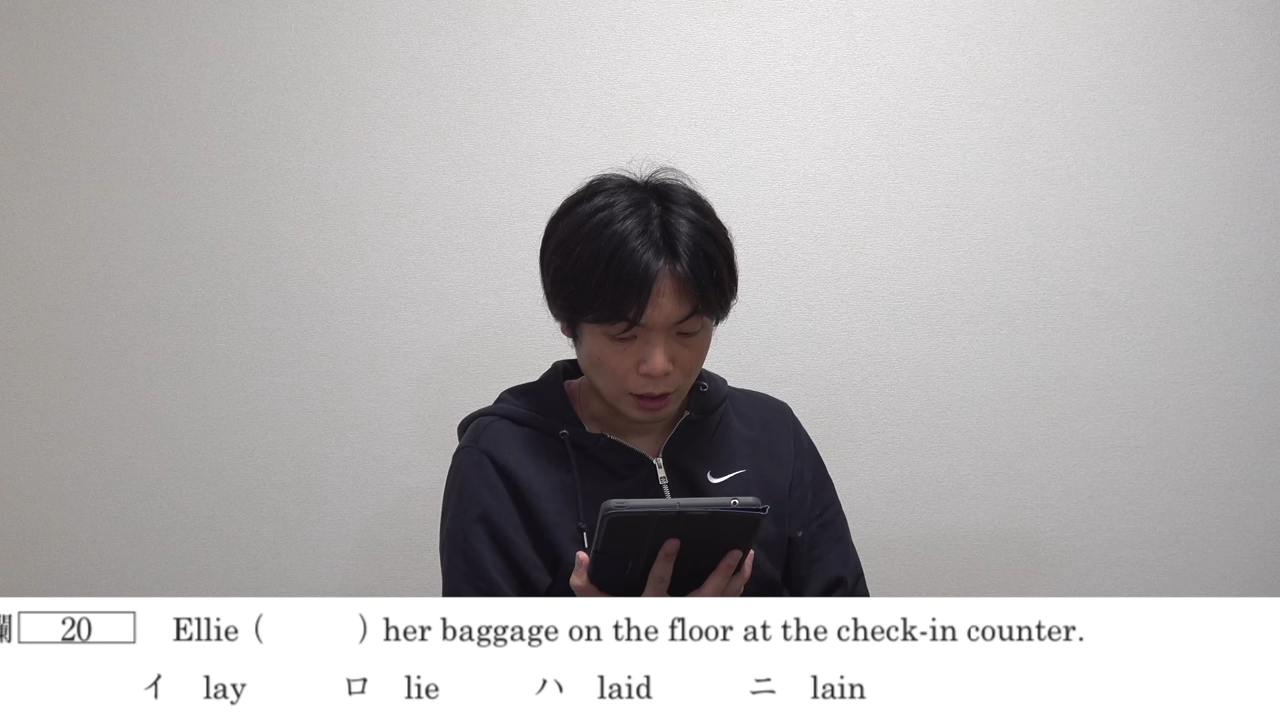 欄 20 Ellie ( ) her baggage on the floor at the check-in counter.
イ lay ロ lie ハ laid ニ lain